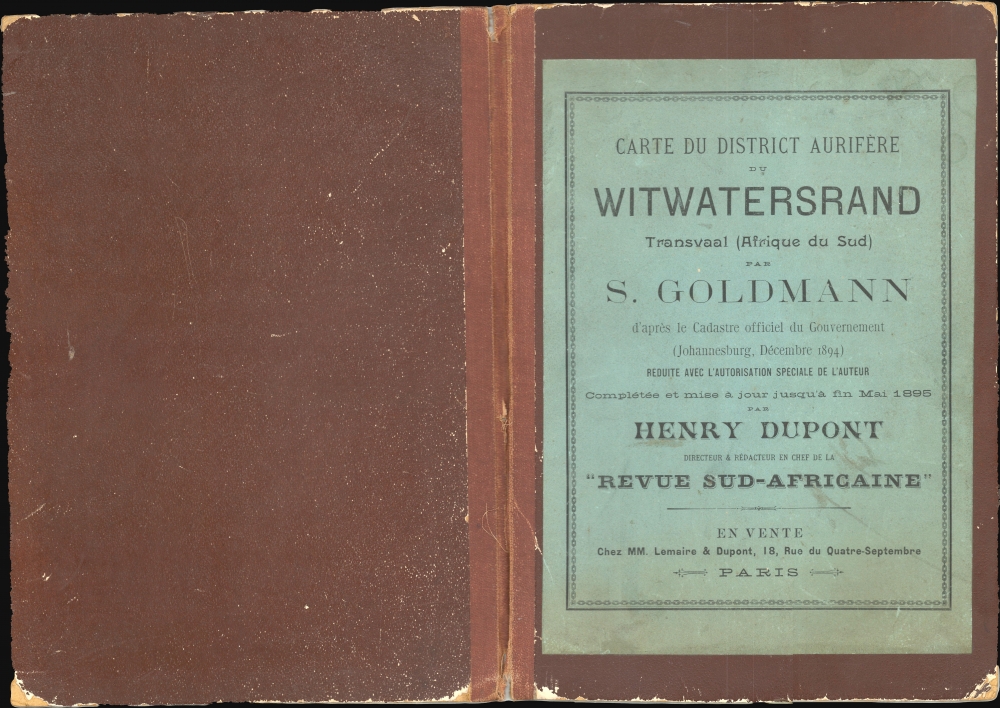 CARTE DU DISTRICT AURIFÈRE
DU
WITWATERSRAND
Transvaal (Afrique du Sud)
PAR
S. GOLDMANN
d'après le Cadastre officiel du Gouvernement
(Johannesburg, Décembre 1894)
REDUITE AVEC L'AUTORISATION SPECIALE DE L'AUTEUR
Complétée et mise à jour jusqu'à fin Mai 1895
PAR
HENRY DUPONT
DIRECTEUR & RÉDACTEUR EN CHEF DE LA
"REVUE SUD-AFRICAINE"
EN VENTE
Chez MM. Lemaire & Dupont, 18, Rue du Quatre-Septembre
PARIS